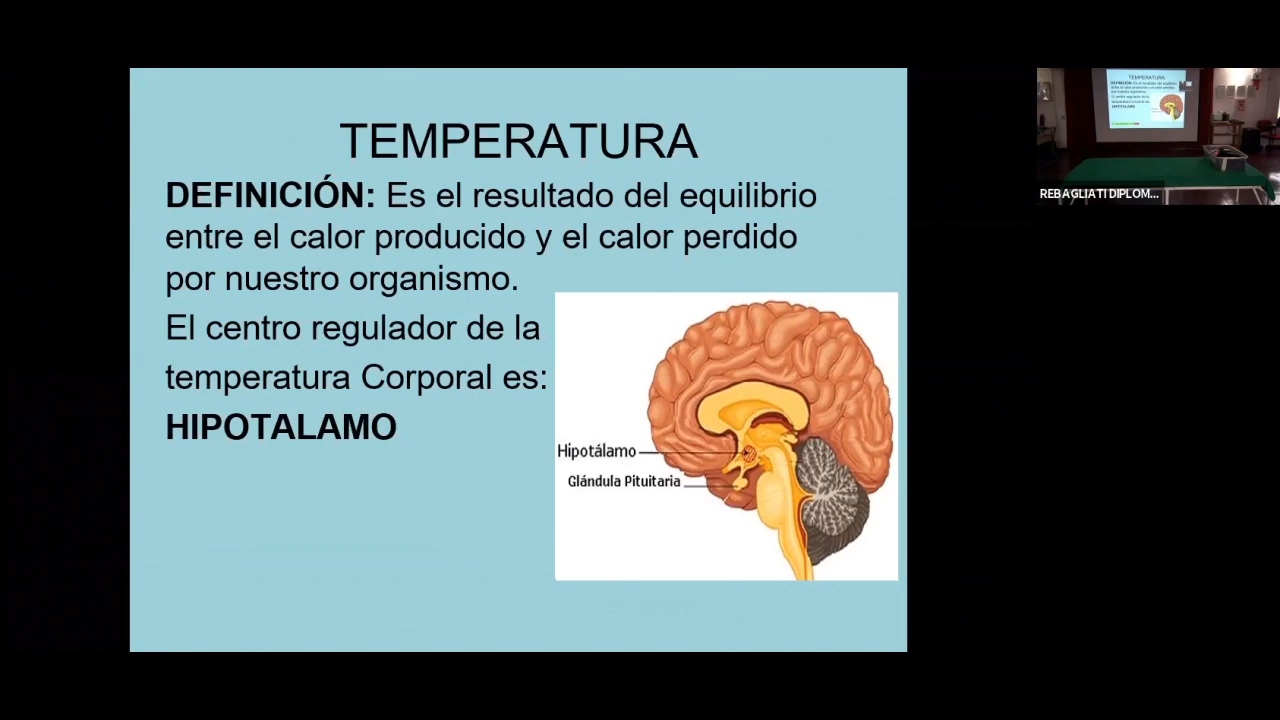 TEMPERATURA
DEFINICIÓN: Es el resultado del equilibrio
entre el calor producido y el calor perdido
por nuestro organismo.
El centro regulador de la
temperatura Corporal es:
HIPOTALAMO
Hipotálamo
Glándula Pituitaria
REBAGLIATI DIPLOM...